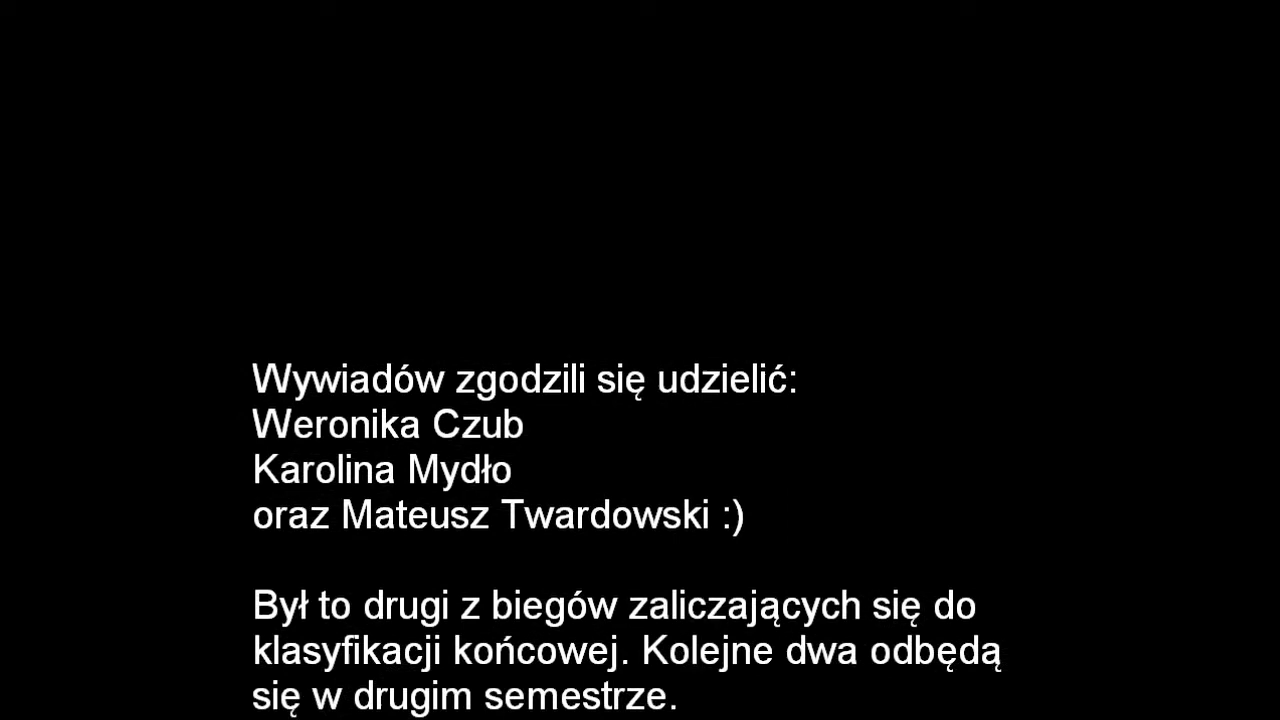 Wywiadów zgodzili się udzielić:
Weronika Czub
Karolina Mydło
oraz Mateusz Twardowski :)
Był to drugi z biegów zaliczających się do
klasyfikacji końcowej. Kolejne dwa odbędą
się w drugim semestrze.